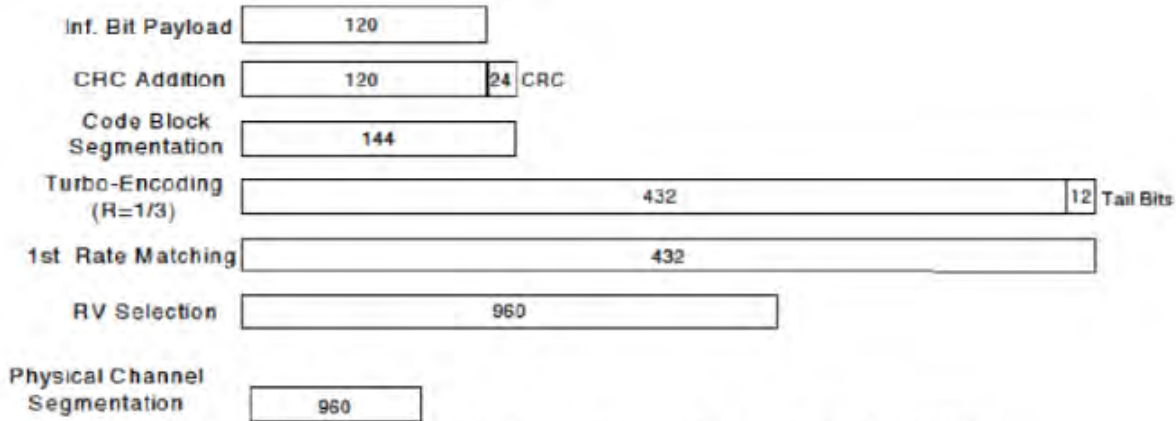 Inf. Bit Payload 120
CRC Addition 120 24 CRC
Code Block
Segmentation 144
Turbo-Encoding
(R=1/3) 432 12 Tail Bits
1st Rate Matching 432
RV Selection 960
Physical Channel
Segmentation 960